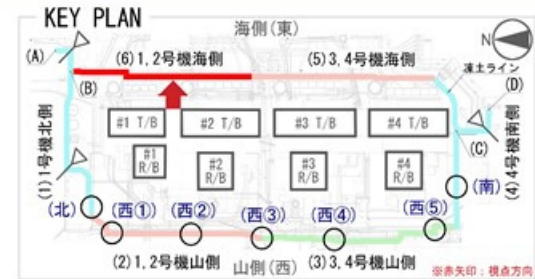 KEY PLAN
海側(東)
N
(A)
(6)1,2号機海側
(5)3,4号機海側
凍土ライン
(B)
(D)
#1 T/B
#2 T/B
#3 T/B
#4 T/B
(C)
(1)1号機北側
(4)4号機南側
#1
R/B
#2
R/B
#3
R/B
#4
R/B
(北)
(西①)
(西②)
(西③)
(西④)
(西⑤)
(南)
(2)1,2号機山側
山側(西)
(3)3,4号機山側
※赤矢印：視点方向